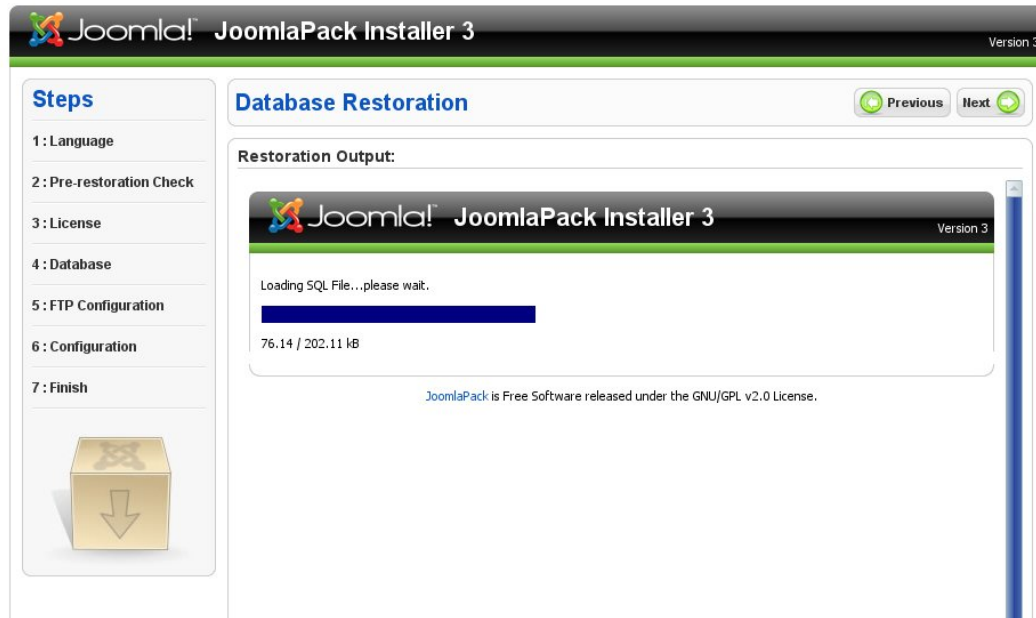 Joomla! JoomlaPack Installer 3
Version 3
Steps
1 : Language
2 : Pre-restoration Check
3 : License
4 : Database
5 : FTP Configuration
6 : Configuration
7 : Finish
Database Restoration
Previous
Next
Restoration Output:
Joomla! JoomlaPack Installer 3
Version 3
Loading SQL File...please wait.
76.14 / 202.11 kB
JoomlaPack is Free Software released under the GNU/GPL v2.0 License.